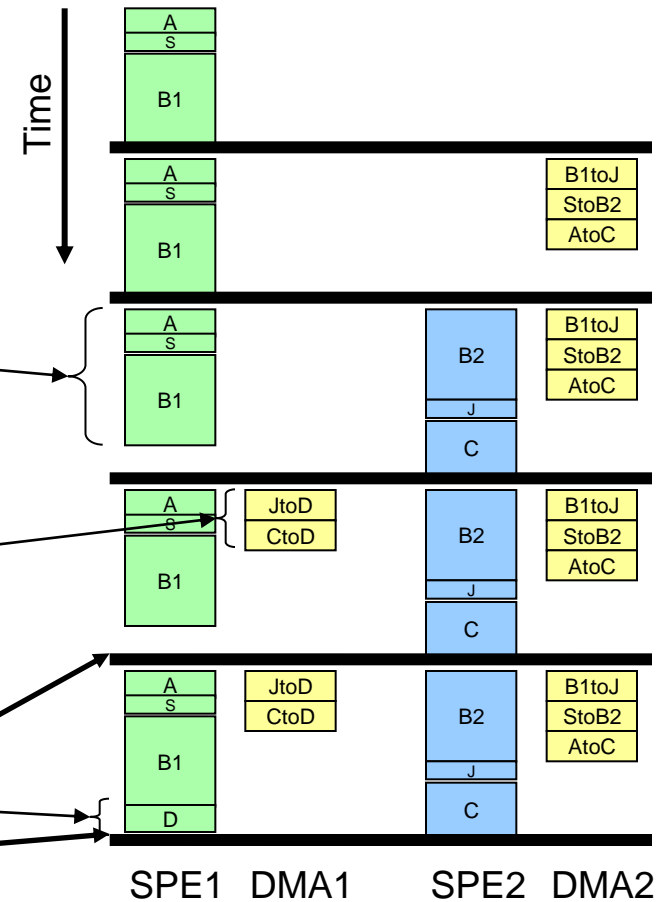 Time
A
S
B1
A
S
B1
B1toJ
StoB2
AtoC
A
S
B1
B2
J
C
B1toJ
StoB2
AtoC
A
S
B1
JtoD
CtoD
B2
J
C
B1toJ
StoB2
AtoC
A
S
B1
D
JtoD
CtoD
B2
J
C
B1toJ
StoB2
AtoC
SPE1 DMA1 SPE2 DMA2